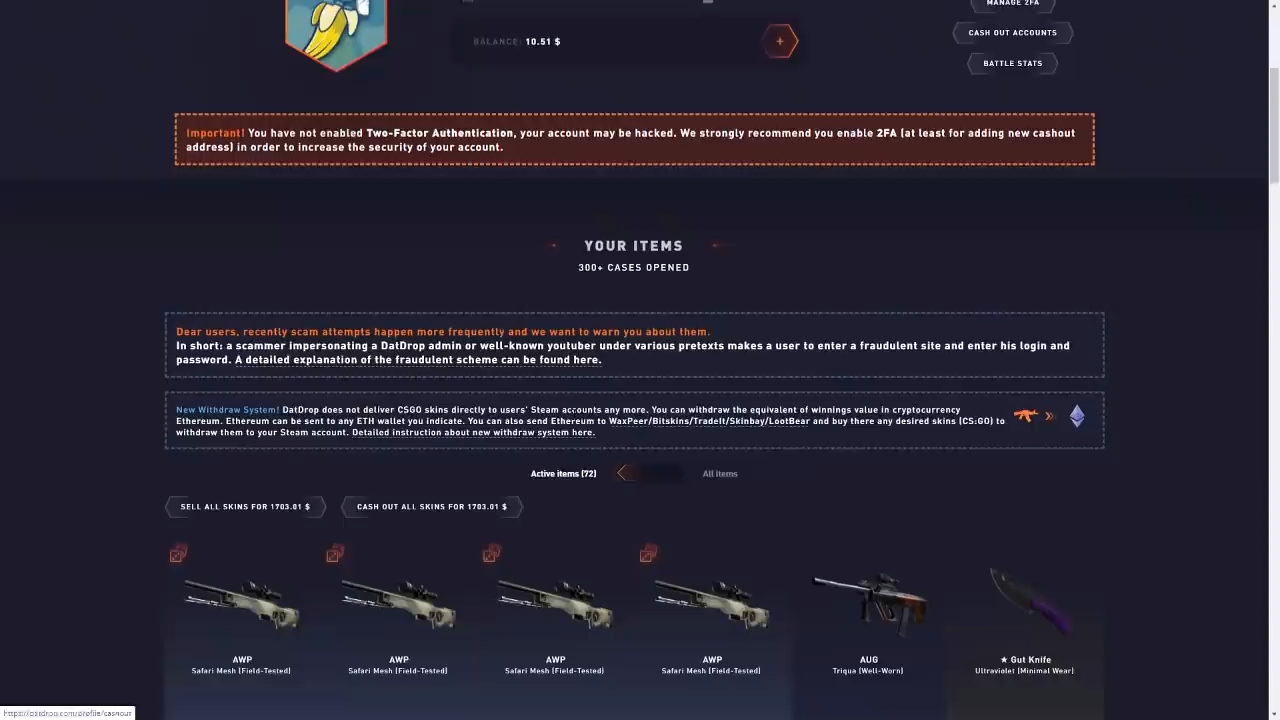 MANAGE 2FA
BALANCE: 10.51 $
+
CASH OUT ACCOUNTS
BATTLE STATS
Important! You have not enabled Two-Factor Authentication, your account may be hacked. We strongly recommend you enable 2FA (at least for adding new cashout
address) in order to increase the security of your account.
YOUR ITEMS
300+ CASES OPENED
Dear users, recently scam attempts happen more frequently and we want to warn you about them.
In short: a scammer impersonating a DatDrop admin or well-known youtuber under various pretexts makes a user to enter a fraudulent site and enter his login and
password. A detailed explanation of the fraudulent scheme can be found here.
New Withdraw System! DatDrop does not deliver CSGO skins directly to users' Steam accounts any more. You can withdraw the equivalent of winnings value in cryptocurrency
Ethereum. Ethereum can be sent to any ETH wallet you indicate. You can also send Ethereum to WaxPeer/Bitskins/TradeIt/Skinbay/LootBear and buy there any desired skins (CS:GO) to
withdraw them to your Steam account. Detailed instruction about new withdraw system here.
Active items (72) All items
SELL ALL SKINS FOR 1703.01 $ CASH OUT ALL SKINS FOR 1703.01 $
AWP AWP AWP AWP AUG ★ Gut Knife
Safari Mesh (Field-Tested) Safari Mesh (Field-Tested) Safari Mesh (Field-Tested) Safari Mesh (Field-Tested) Triqua (Well-Worn) Ultraviolet (Minimal Wear)
https://datdrop.com/profile/cashout